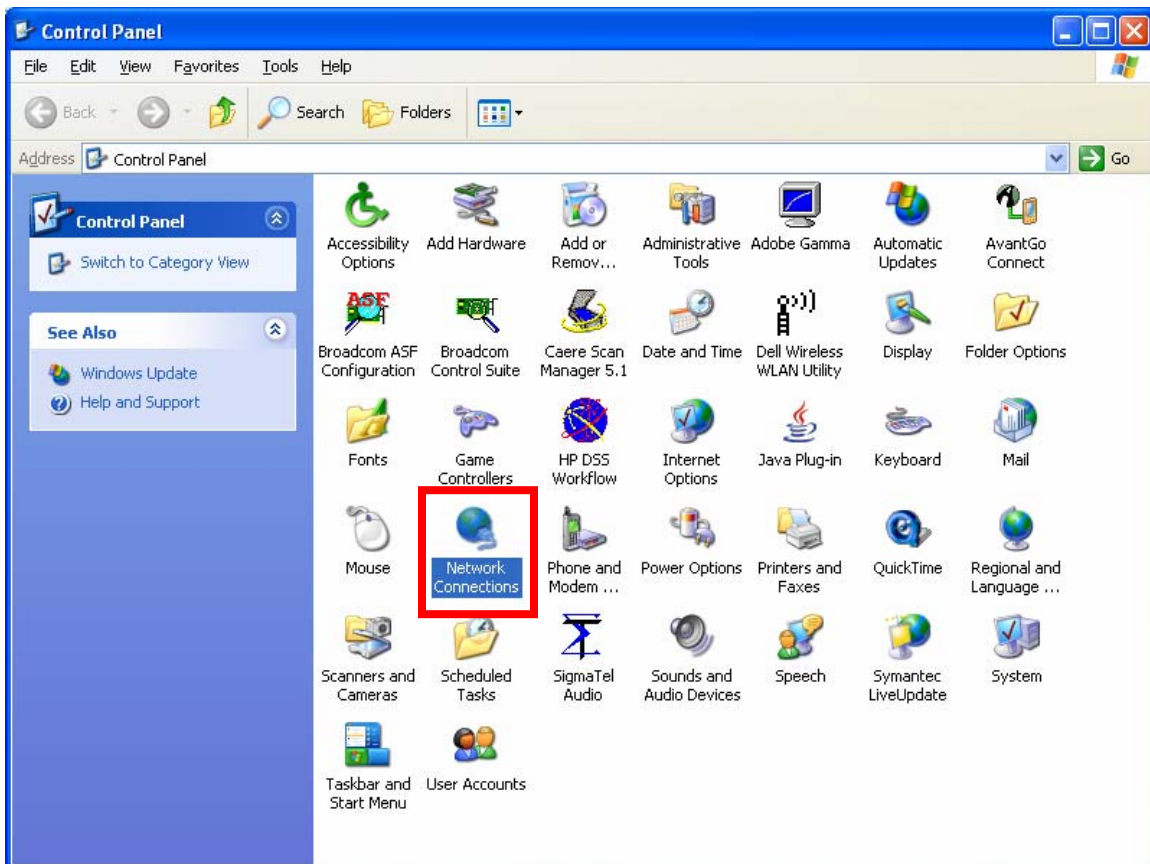 Control Panel
File Edit View Favorites Tools Help
Back Search Folders
Address Control Panel Go
Control Panel
Switch to Category View
See Also
Windows Update
Help and Support
Accessibility Options
Add Hardware
Add or Remov...
Administrative Tools
Adobe Gamma
Automatic Updates
AvantGo Connect
ASF
Broadcom ASF Configuration
Broadcom Control Suite
Caere Scan Manager 5.1
Date and Time
Dell Wireless WLAN Utility
Display
Folder Options
Fonts
Game Controllers
HP DSS Workflow
Internet Options
Java Plug-in
Keyboard
Mail
Mouse
Network Connections
Phone and Modem ...
Power Options
Printers and Faxes
QuickTime
Regional and Language ...
Scanners and Cameras
Scheduled Tasks
SigmaTel Audio
Sounds and Audio Devices
Speech
Symantec LiveUpdate
System
Taskbar and Start Menu
User Accounts